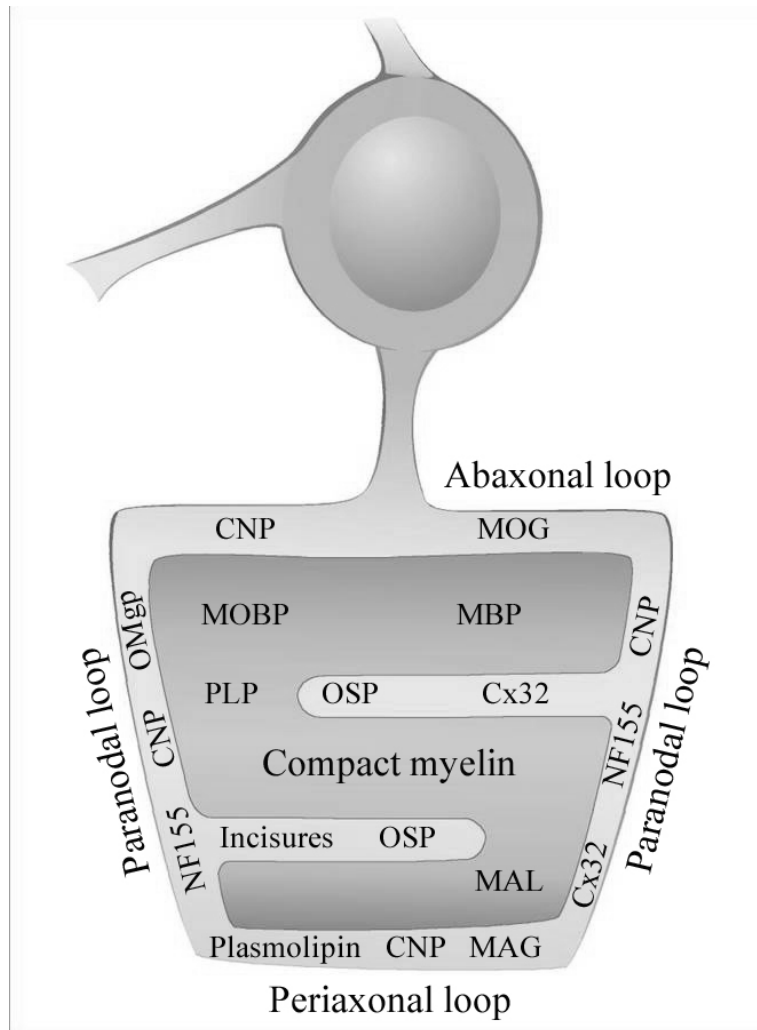 Abaxonal loop
CNP MOG
OMgp
MOBP MBP
CNP
PLP OSP Cx32
CNP
NF155
Paranodal loop
Paranodal loop
Compact myelin
NF155
Incisures OSP
Cx32
MAL
Plasmolipin CNP MAG
Periaxonal loop